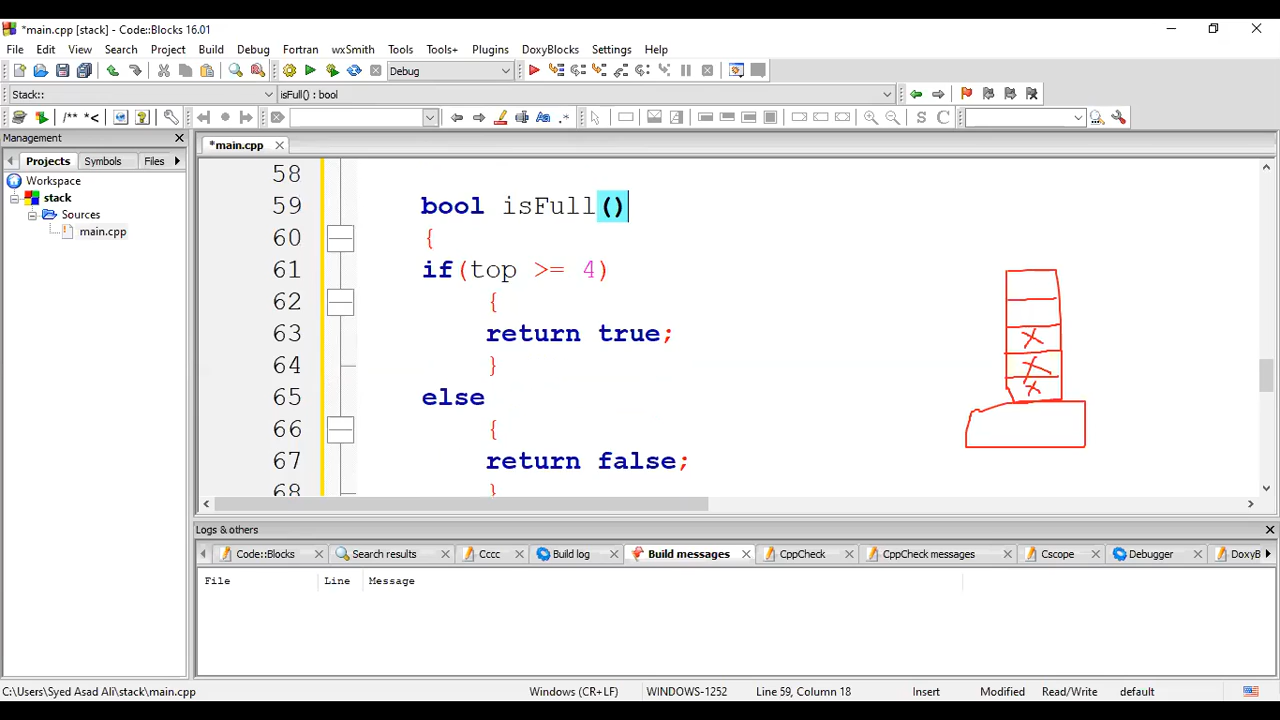 *main.cpp [stack] - Code::Blocks 16.01
File Edit View Search Project Build Debug Fortran wxSmith Tools Tools+ Plugins DoxyBlocks Settings Help
Debug
Stack:: isFull() : bool
/** *< Aa .* S C
Management
Projects Symbols Files
Workspace
stack
Sources
main.cpp
*main.cpp
58
59 bool isFull()
60 {
61 if(top >= 4)
62 {
63 return true;
64 }
65 else
66 {
67 return false;
68 }
X
X
X
Logs & others
Code::Blocks Search results Cccc Build log Build messages CppCheck CppCheck messages Cscope Debugger DoxyB
File Line Message
C:\Users\Syed Asad Ali\stack\main.cpp Windows (CR+LF) WINDOWS-1252 Line 59, Column 18 Insert Modified Read/Write default